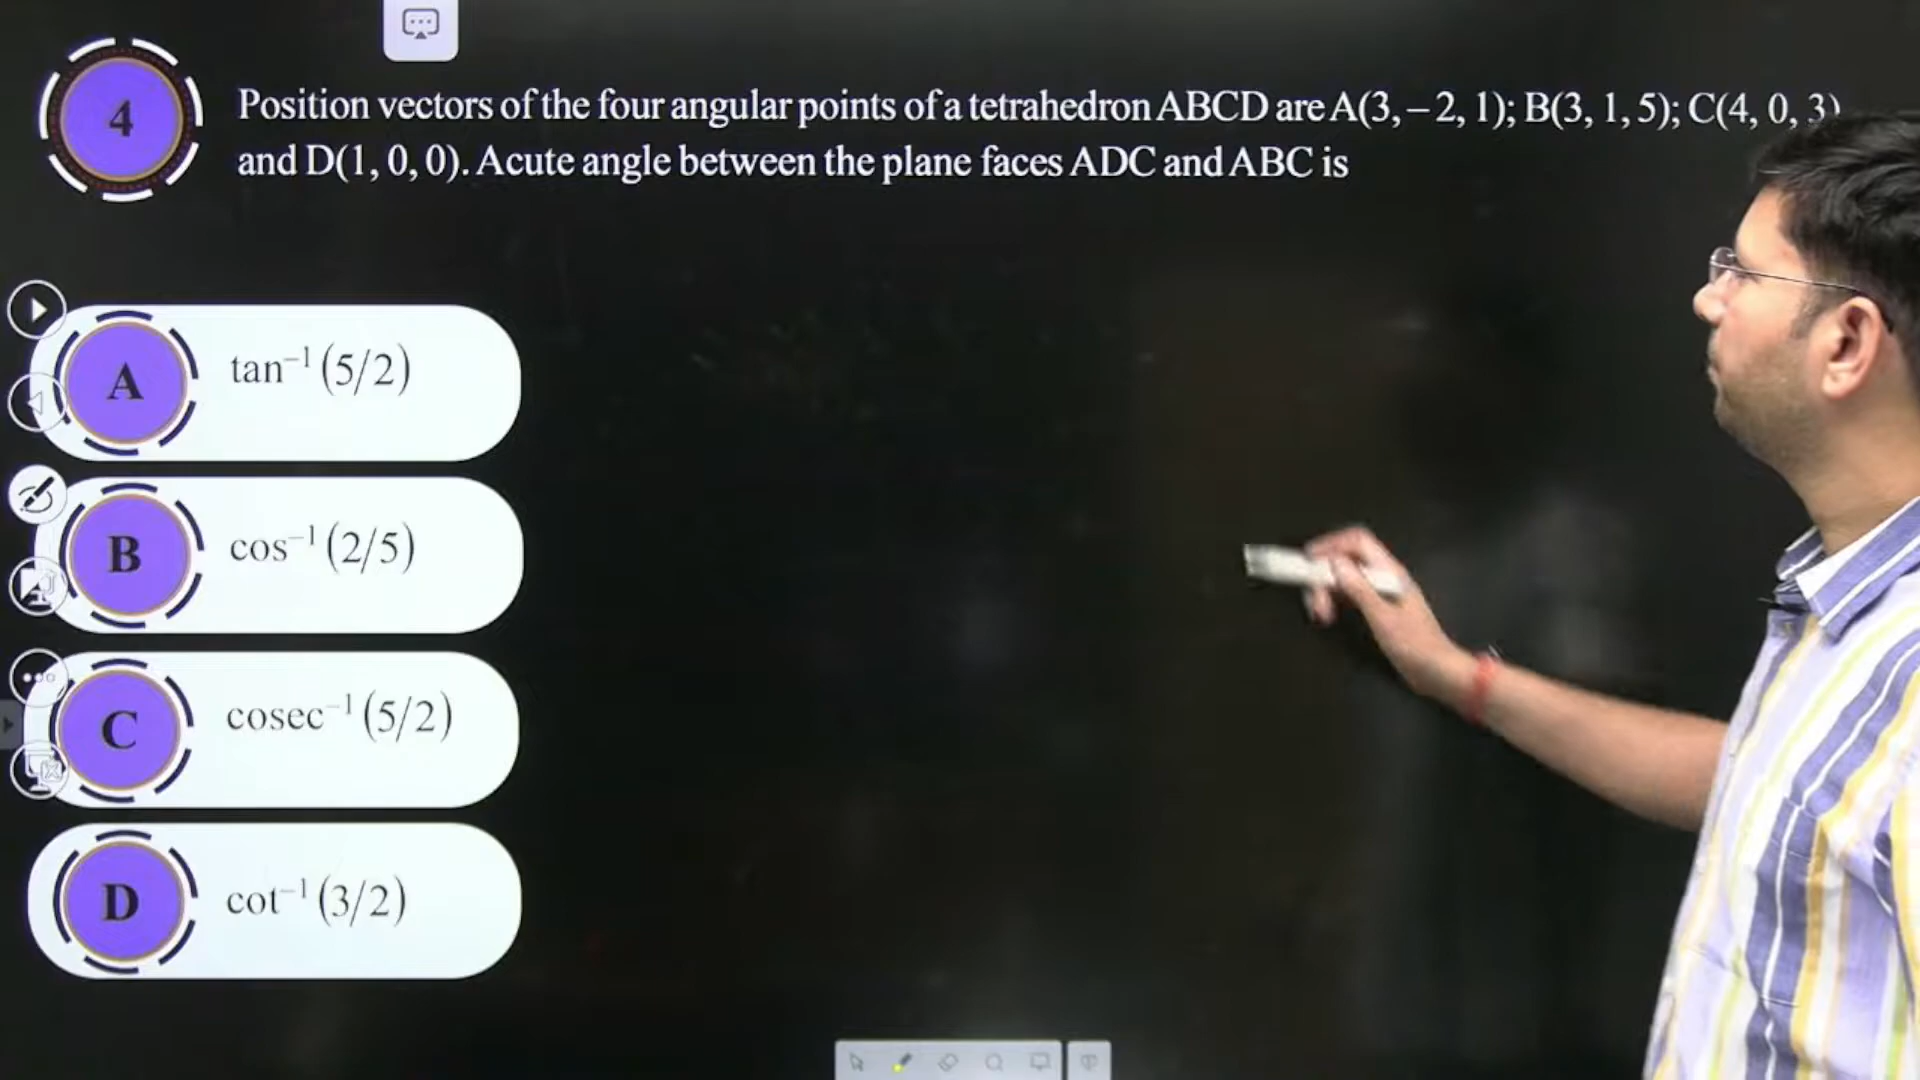 4
Position vectors of the four angular points of a tetrahedron ABCD are A(3, – 2, 1); B(3, 1, 5); C(4, 0, 3)
and D(1, 0, 0). Acute angle between the plane faces ADC and ABC is
A tan⁻¹ (5/2)
B cos⁻¹ (2/5)
C cosec⁻¹ (5/2)
D cot⁻¹ (3/2)